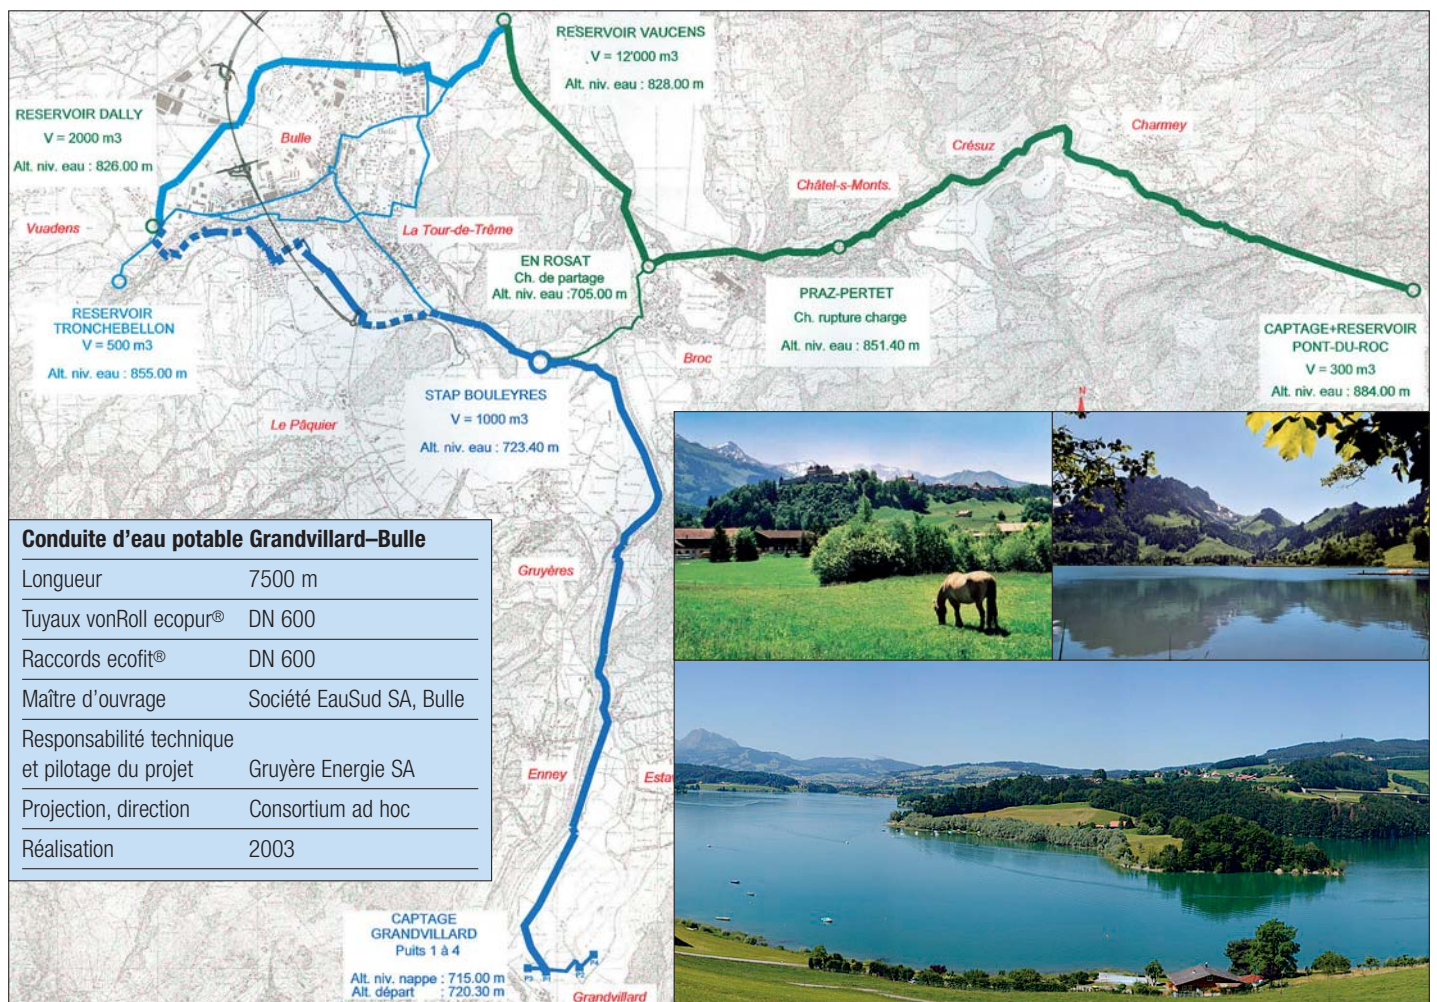 RESERVOIR VAUCENS
V = 12'000 m3
Alt. niv. eau : 828.00 m
RESERVOIR DALLY
V = 2000 m3
Alt. niv. eau : 826.00 m
Bulle
Charmey
Crésuz
Châtel-s-Monts.
Vuadens
La Tour-de-Trême
EN ROSAT
Ch. de partage
Alt. niv. eau :705.00 m
PRAZ-PERTET
Ch. rupture charge
Alt. niv. eau : 851.40 m
RESERVOIR
TRONCHEBELLON
V = 500 m3
Alt. niv. eau : 855.00 m
CAPTAGE+RESERVOIR
PONT-DU-ROC
V = 300 m3
Alt. niv. eau : 884.00 m
Broc
STAP BOULEYRES
V = 1000 m3
Alt. niv. eau : 723.40 m
Le Pâquier
N
Conduite d'eau potable Grandvillard–Bulle
Longueur 7500 m
Tuyaux vonRoll ecopur® DN 600
Raccords ecofit® DN 600
Maître d'ouvrage Société EauSud SA, Bulle
Responsabilité technique
et pilotage du projet Gruyère Energie SA
Projection, direction Consortium ad hoc
Réalisation 2003
Gruyères
Enney
Esta
CAPTAGE
GRANDVILLARD
Puits 1 à 4
Alt. niv. nappe : 715.00 m
Alt. départ : 720.30 m
P3 P1 P2 P4
Grandvillard